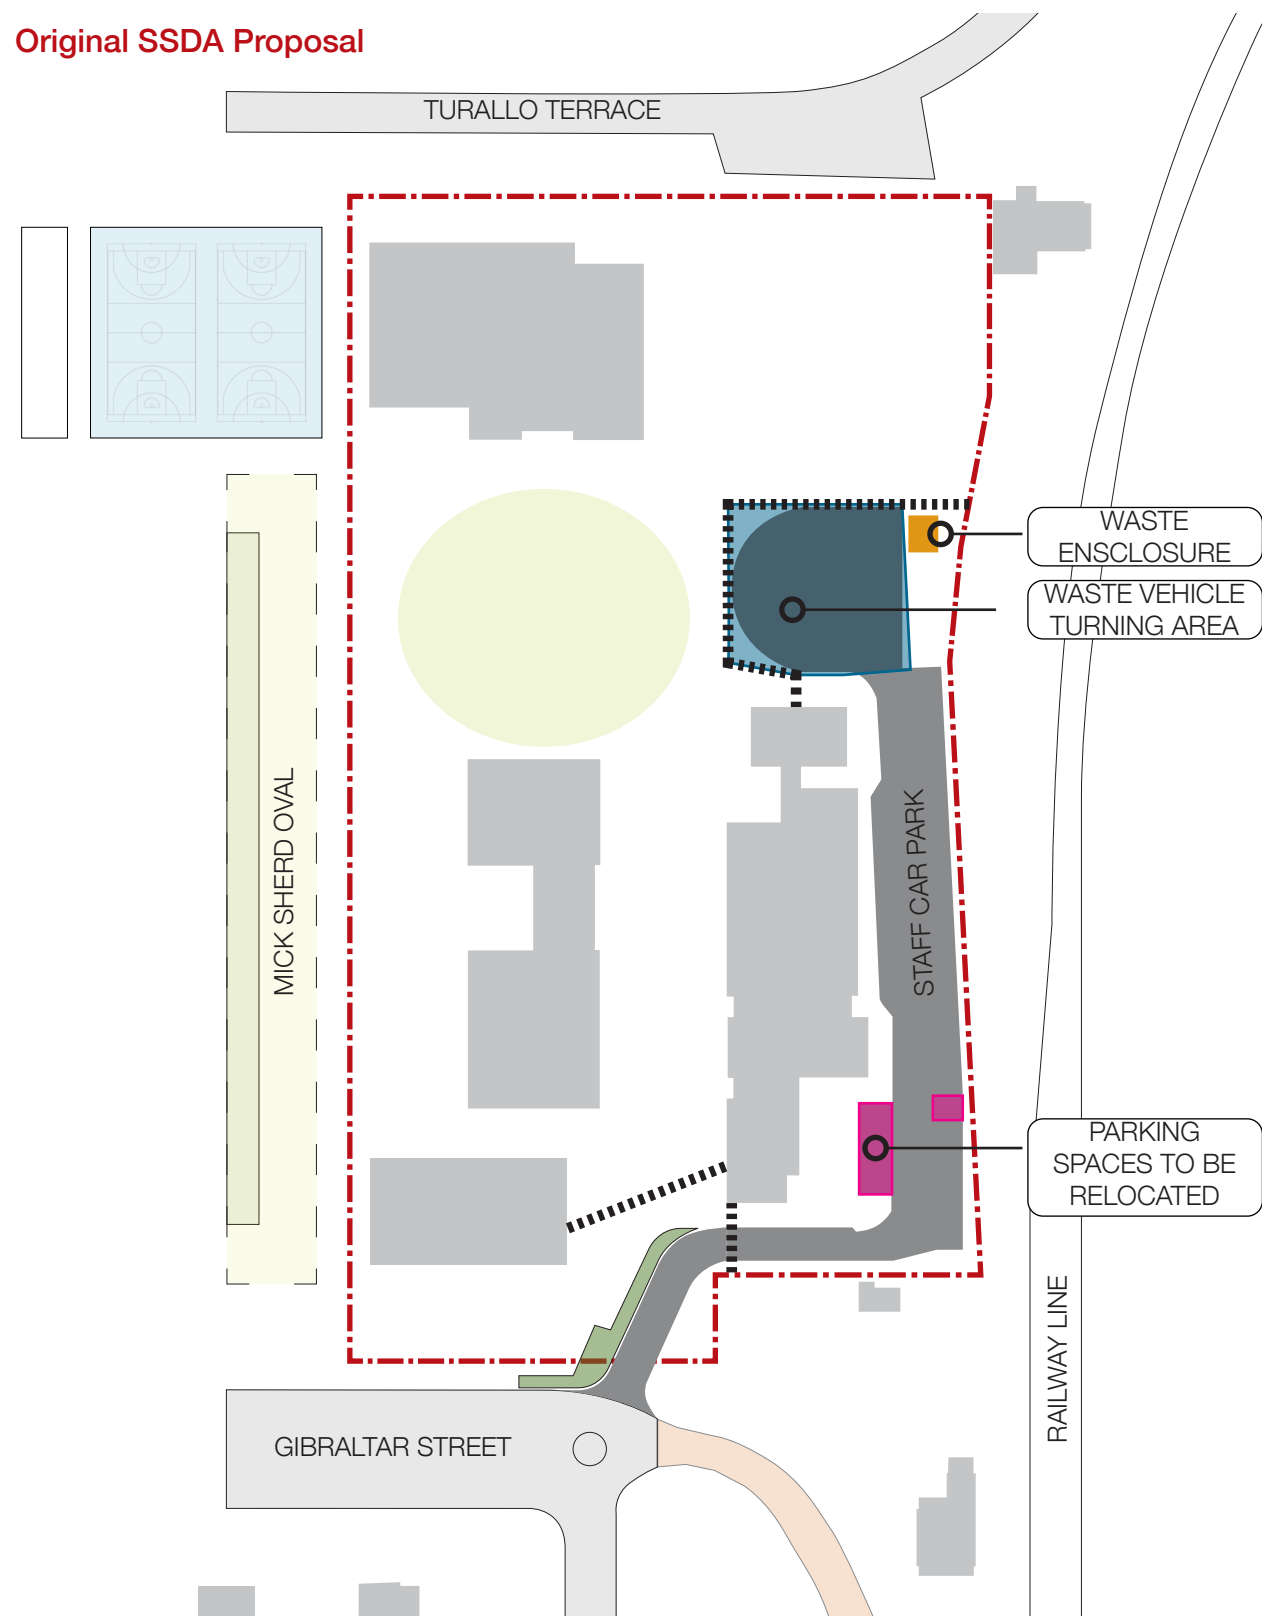 Original SSDA Proposal
TURALLO TERRACE
WASTE
ENSCLOSURE
WASTE VEHICLE
TURNING AREA
MICK SHERD OVAL
STAFF CAR PARK
PARKING
SPACES TO BE
RELOCATED
RAILWAY LINE
GIBRALTAR STREET